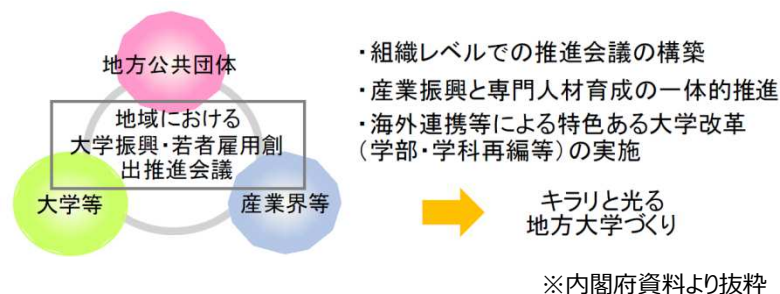 地方公共団体
地域における
大学振興・若者雇用創
出推進会議
大学等
産業界等
・組織レベルでの推進会議の構築
・産業振興と専門人材育成の一体的推進
・海外連携等による特色ある大学改革
（学部・学科再編等）の実施
キラリと光る
地方大学づくり
※内閣府資料より抜粋